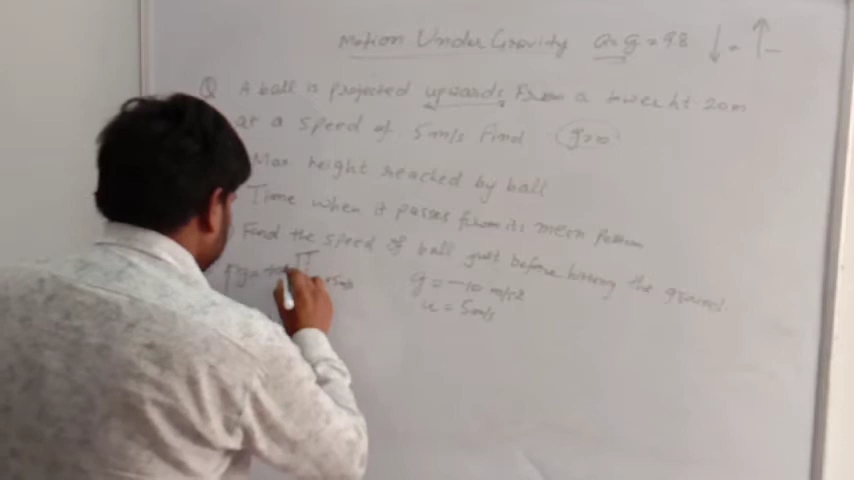 Motion Under Gravity a = g = 9.8
Q A ball is projected upwards from a tower ht. 20m
at a speed of 5m/s Find
Max height reached by ball
Time when it passes from its mean
Find the speed of ball just before hitting the ground
g = -10 m/s2
u = 5m/s